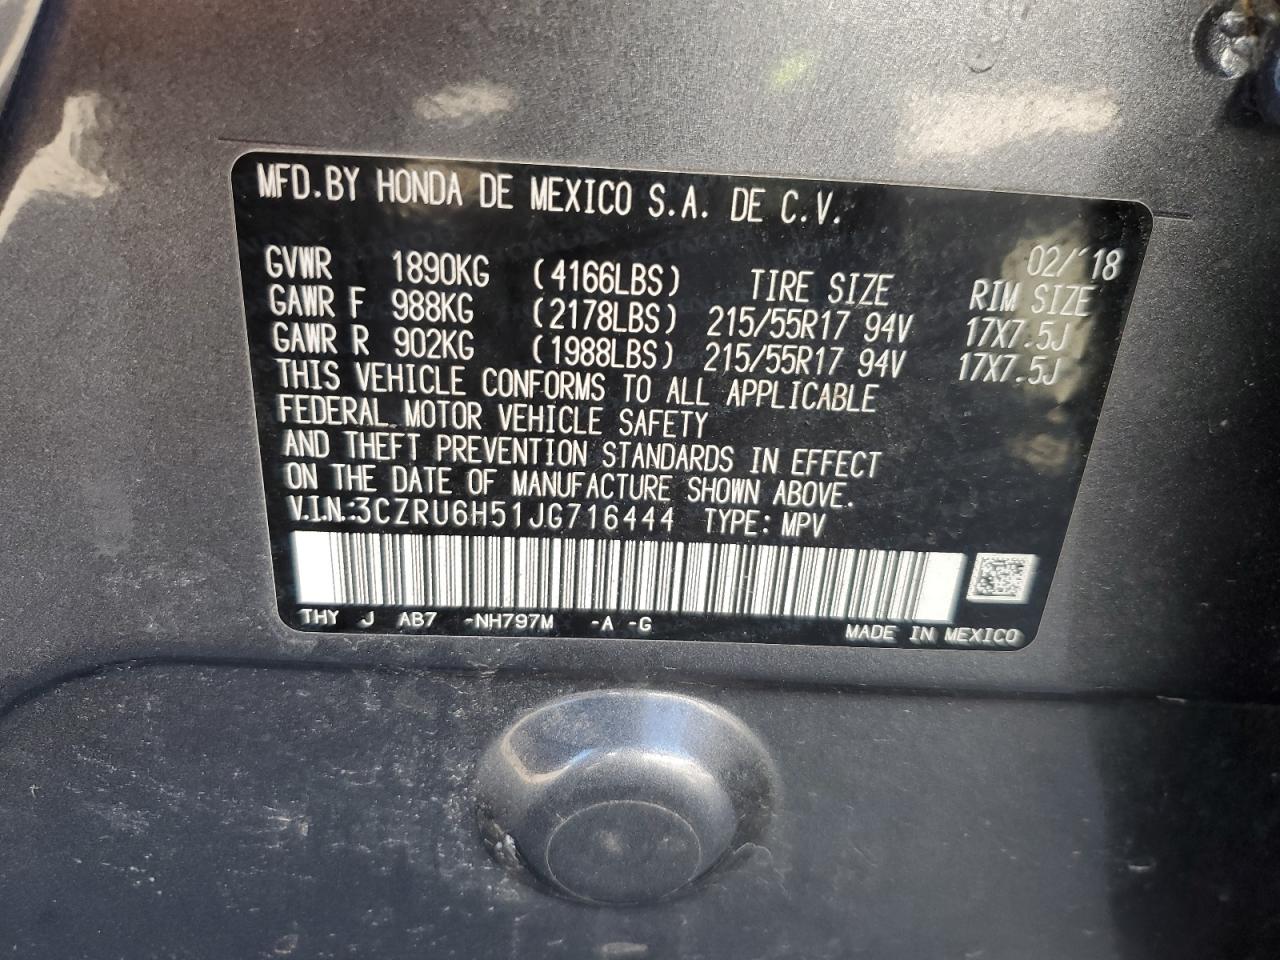 MFD.BY HONDA DE MEXICO S.A. DE C.V.
02/'18
GVWR 1890KG (4166LBS) TIRE SIZE RIM SIZE
GAWR F 988KG (2178LBS) 215/55R17 94V 17X7.5J
GAWR R 902KG (1988LBS) 215/55R17 94V 17X7.5J
THIS VEHICLE CONFORMS TO ALL APPLICABLE
FEDERAL MOTOR VEHICLE SAFETY
AND THEFT PREVENTION STANDARDS IN EFFECT
ON THE DATE OF MANUFACTURE SHOWN ABOVE.
V.I.N.:3CZRU6H51JG716444 TYPE: MPV
THY J AB7 -NH797M -A -G
MADE IN MEXICO